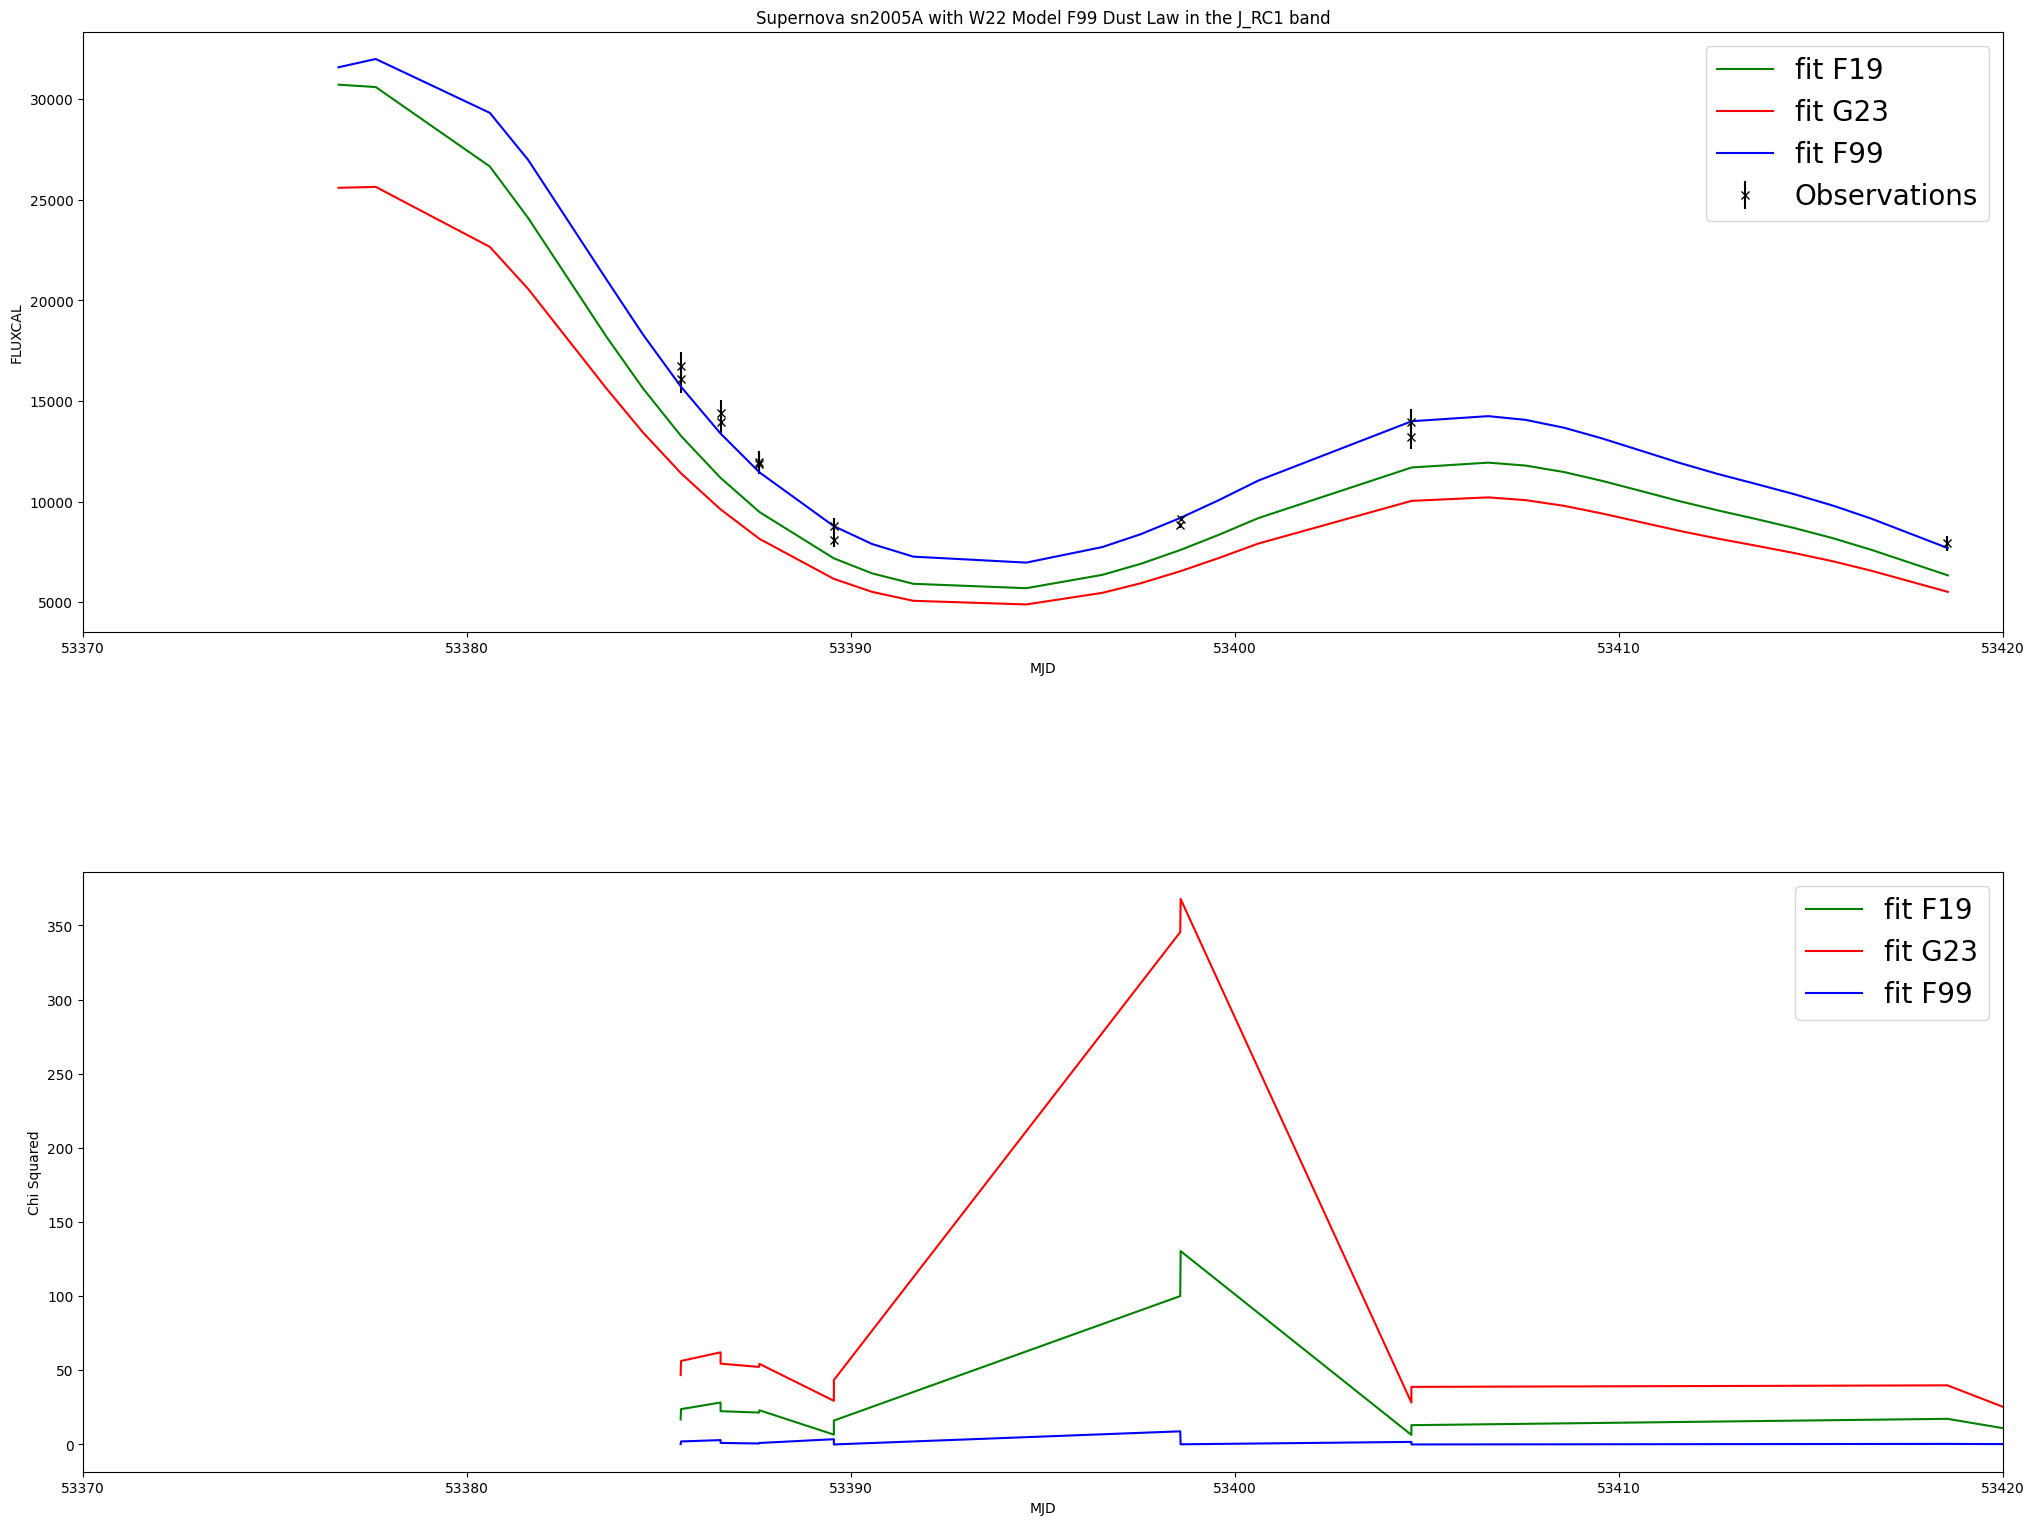 Supernova sn2005A with W22 Model F99 Dust Law in the J_RC1 band
fit F19
fit G23
fit F99
Observations
FLUXCAL
30000
25000
20000
15000
10000
5000
53370
53380
53390
53400
53410
53420
MJD
fit F19
fit G23
fit F99
Chi Squared
350
300
250
200
150
100
50
0
53370
53380
53390
53400
53410
53420
MJD